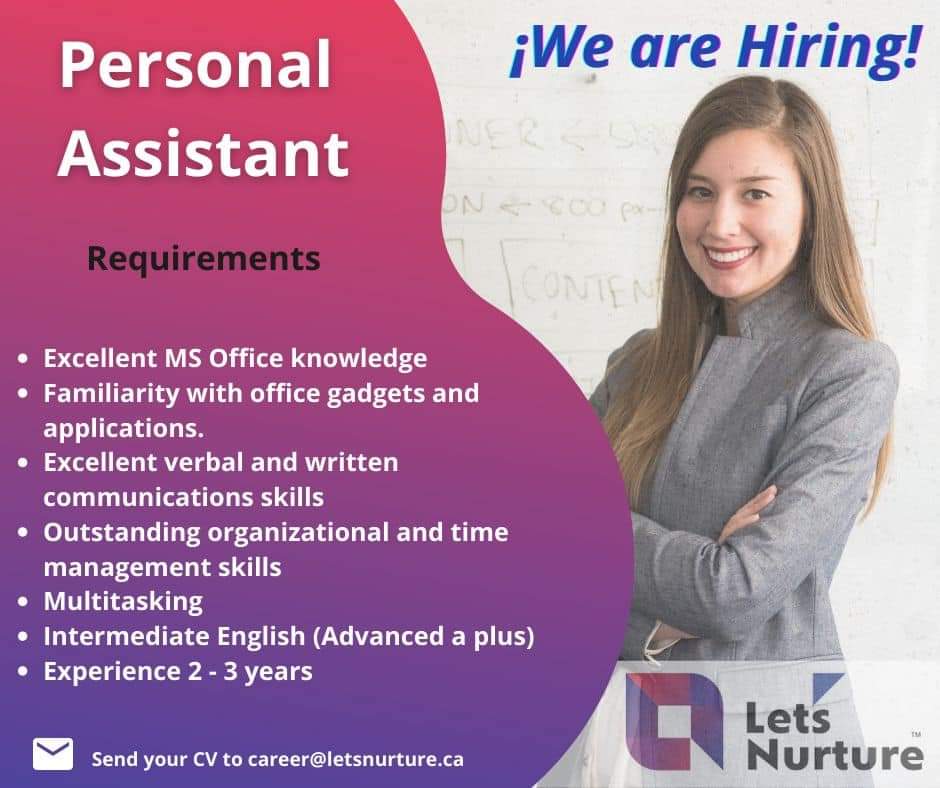 Personal
Assistant
¡We are Hiring!
Requirements
• Excellent MS Office knowledge
• Familiarity with office gadgets and
applications.
• Excellent verbal and written
communications skills
• Outstanding organizational and time
management skills
• Multitasking
• Intermediate English (Advanced a plus)
• Experience 2 - 3 years
Send your CV to career@letsnurture.ca
Lets
Nurture™